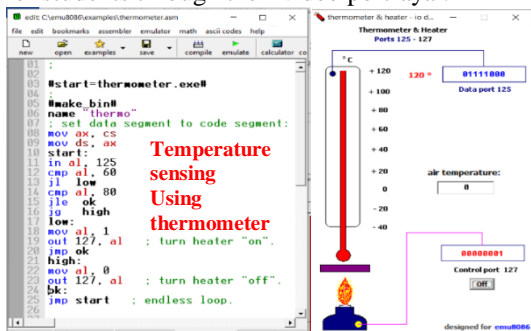 edit: C:\emu8086\examples\thermometer.asm
file edit bookmarks assembler emulator math ascii codes help
new open examples save compile emulate calculator
01 ;
02
03 #start=thermometer.exe#
04 ;
05 #make_bin#
06 name "thermo"
07 ; set data segment to code segment:
08 mov ax, cs
09 mov ds, ax
10 start:
11 in al, 125
12 cmp al, 60
13 jl low
14 cmp al, 80
15 jle ok
16 jg high
17 low:
18 mov al, 1
19 out 127, al ; turn heater "on".
20 jmp ok
21 high:
22 mov al, 0
23 out 127, al ; turn heater "off".
24 ok:
25 jmp start ; endless loop.
Temperature
sensing
Using
thermometer
thermometer & heater - io d...
Thermometer & Heater
Ports 125 - 127
°C
+ 120
+ 100
+ 80
+ 60
+ 40
+ 20
0
- 20
- 40
120 °
01111000
Data port 125
air temperature:
0
00000001
Control port 127
Off
designed for emu8086